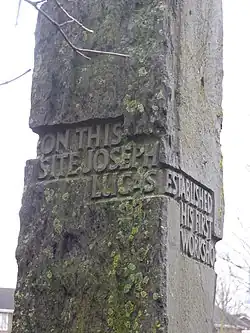 ON THIS
SITE JOSEPH
LUCAS
ESTABLISHED
HIS FIRST
WORKSHOP